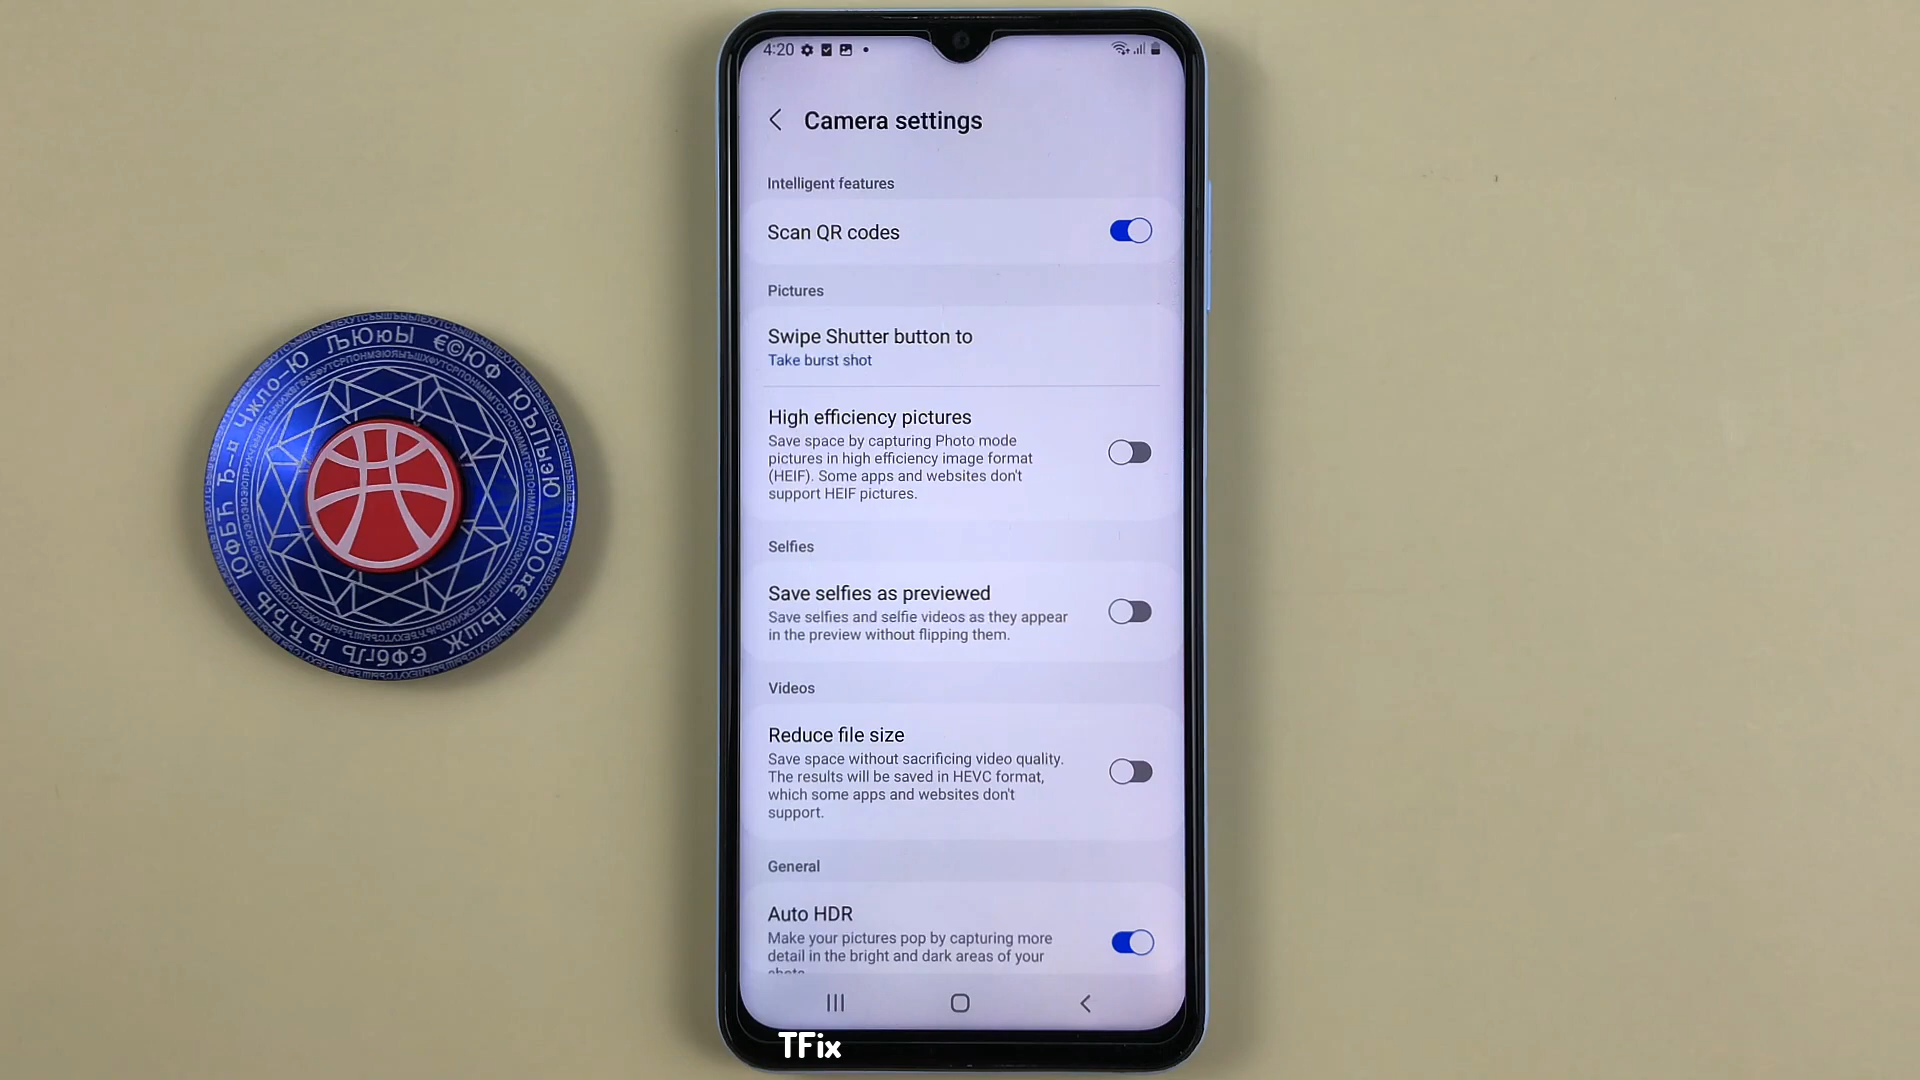 4:20
Camera settings
Intelligent features
Scan QR codes
Pictures
Swipe Shutter button to
Take burst shot
High efficiency pictures
Save space by capturing Photo mode
pictures in high efficiency image format
(HEIF). Some apps and websites don't
support HEIF pictures.
Selfies
Save selfies as previewed
Save selfies and selfie videos as they appear
in the preview without flipping them.
Videos
Reduce file size
Save space without sacrificing video quality.
The results will be saved in HEVC format,
which some apps and websites don't
support.
General
Auto HDR
Make your pictures pop by capturing more
detail in the bright and dark areas of your
shots.
TFix